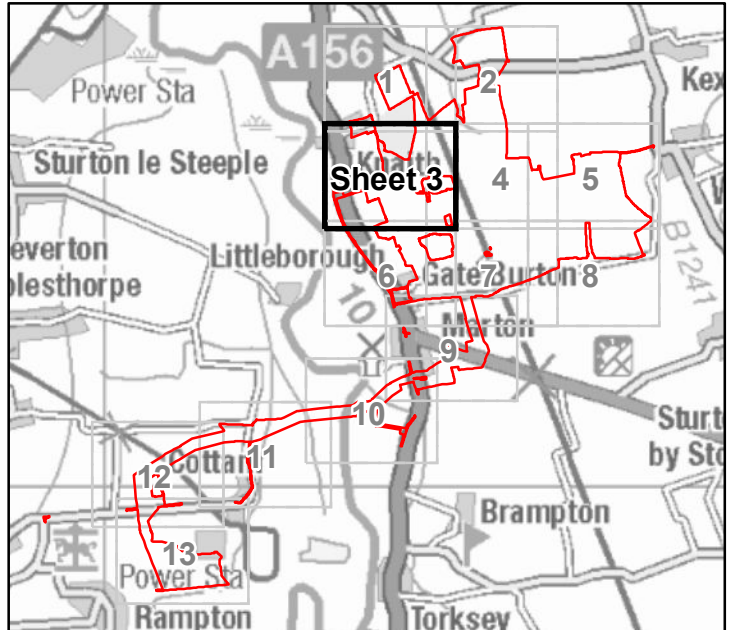 A156
1
2
Power Sta
Kex
Sturton le Steeple
Knaith
Sheet 3
4
5
everton
olesthorpe
Littleborough
B1241
6
Gate Burton
7
8
10
Marton
9
10
Sturt
by Sto
Cottam
11
12
Brampton
13
Power Sta
Rampton
Torksey